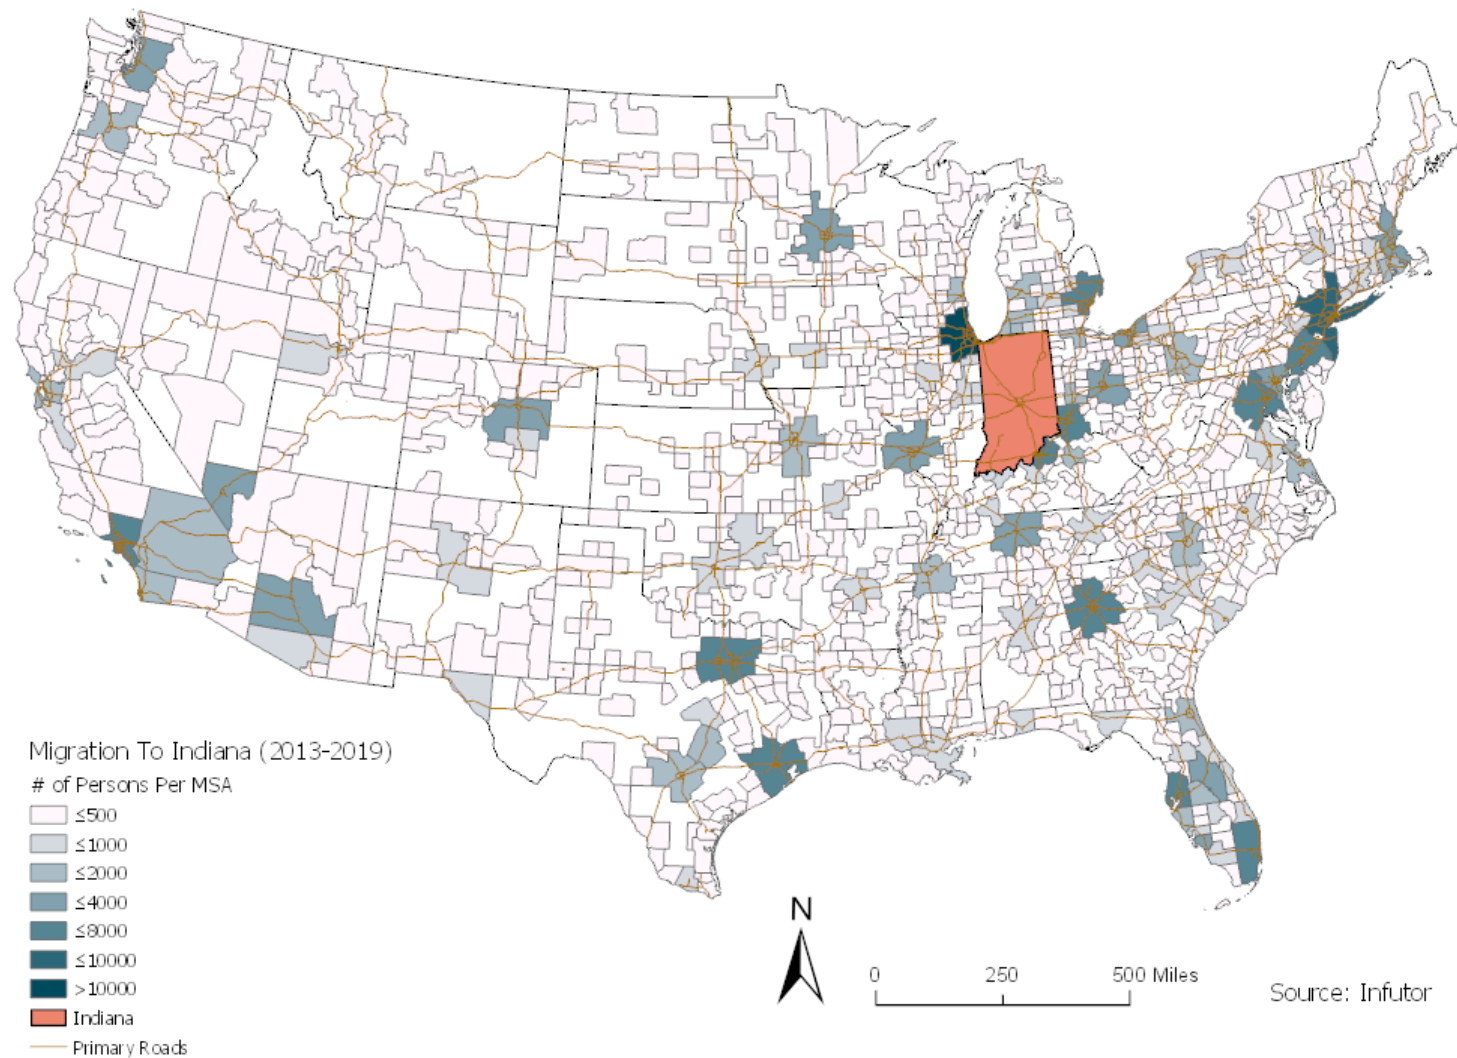 Migration To Indiana (2013-2019)
# of Persons Per MSA
≤500
≤1000
≤2000
≤4000
≤8000
≤10000
>10000
Indiana
Primary Roads
N
0 250 500 Miles
Source: Infutor